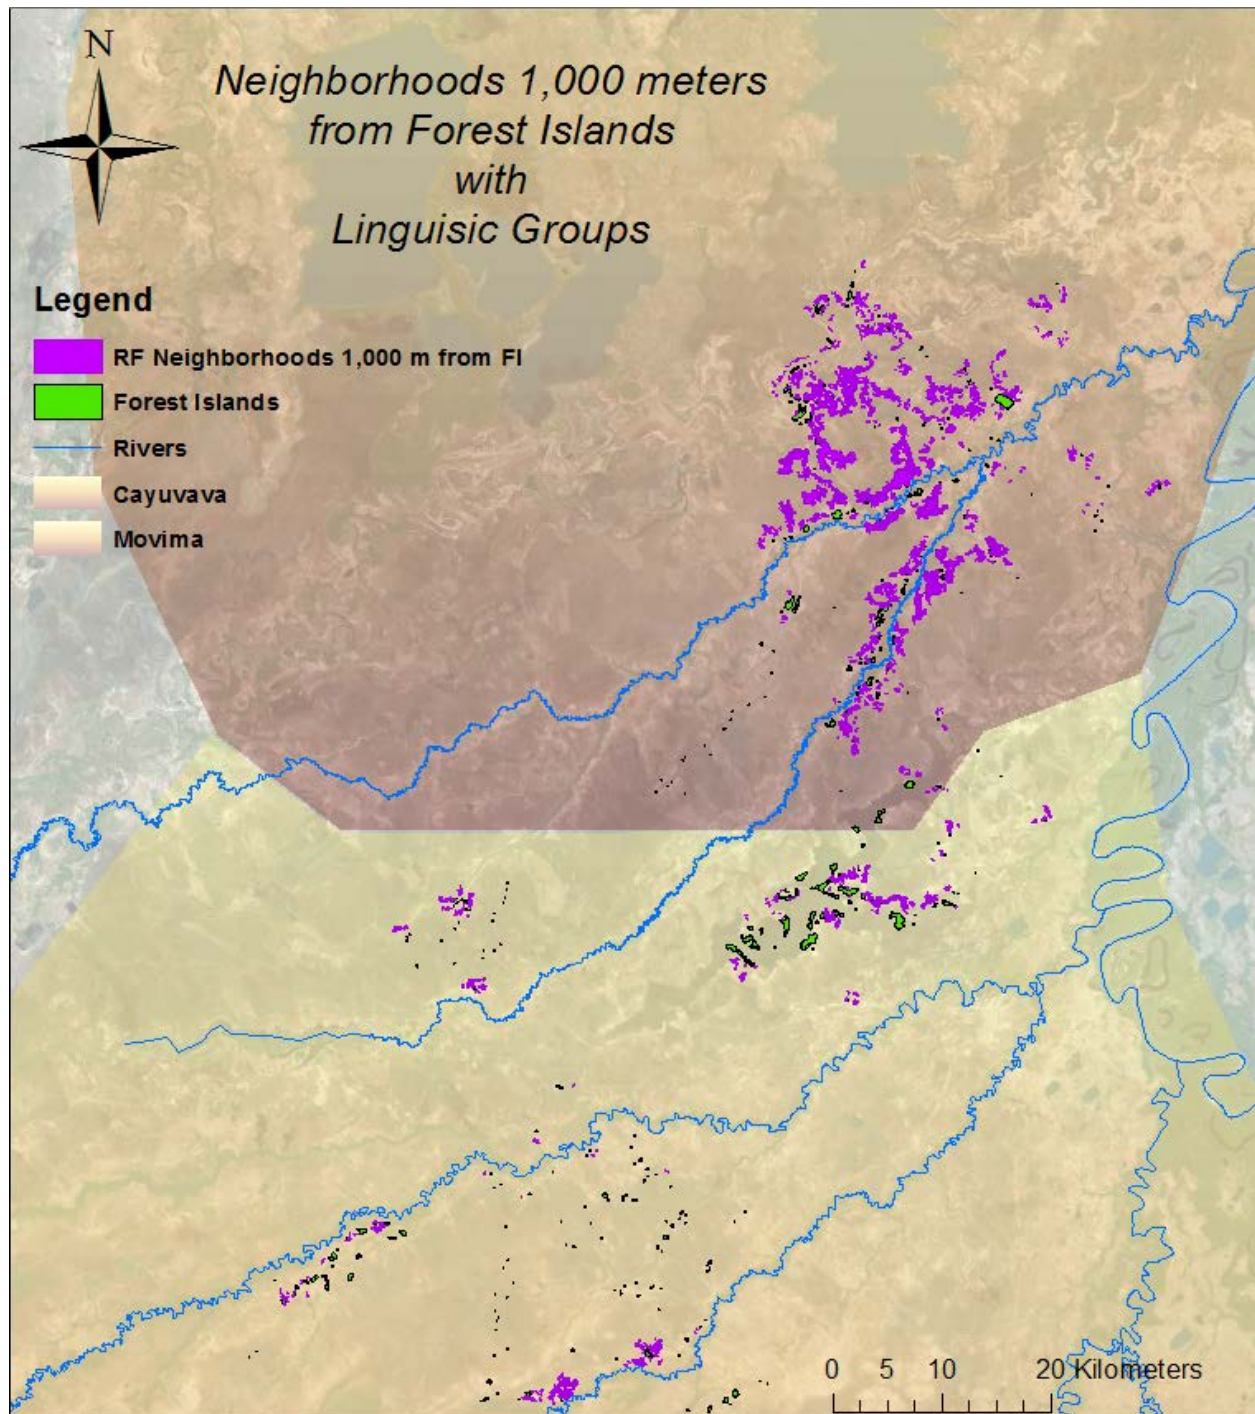 N
Neighborhoods 1,000 meters
from Forest Islands
with
Linguisic Groups
Legend
RF Neighborhoods 1,000 m from FI
Forest Islands
Rivers
Cayuvava
Movima
0 5 10 20 Kilometers